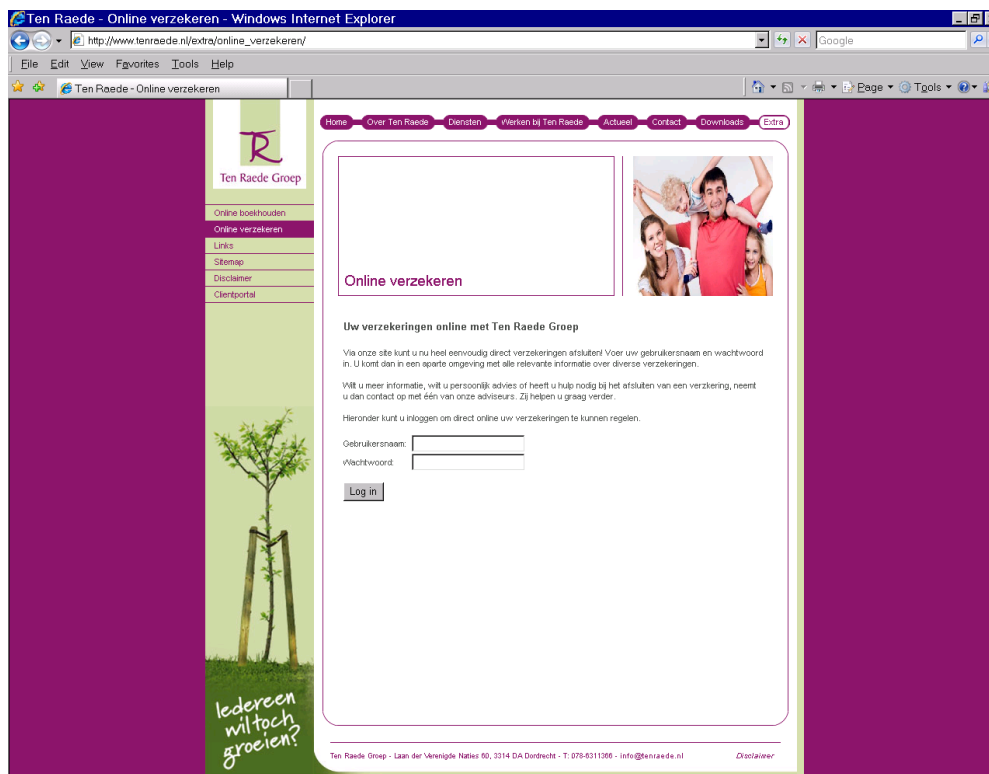 Ten Raede - Online verzekeren - Windows Internet Explorer
http://www.tenraede.nl/extra/online_verzekeren/
Google
File Edit View Favorites Tools Help
Ten Raede - Online verzekeren
Page Tools
Home Over Ten Raede Diensten Werken bij Ten Raede Actueel Contact Downloads Extra
TR
Ten Raede Groep
Online boekhouden
Online verzekeren
Links
Sitemap
Disclaimer
Clientportal
Online verzekeren
Uw verzekeringen online met Ten Raede Groep
Via onze site kunt u nu heel eenvoudig direct verzekeringen afsluiten! Voer uw gebruikersnaam en wachtwoord
in. U komt dan in een aparte omgeving met alle relevante informatie over diverse verzekeringen.
Wilt u meer informatie, wilt u persoonlijk advies of heeft u hulp nodig bij het afsluiten van een verzkering, neemt
u dan contact op met één van onze adviseurs. Zij helpen u graag verder.
Hieronder kunt u inloggen om direct online uw verzekeringen te kunnen regelen.
Gebruikersnaam:
Wachtwoord:
Log in
Iedereen
wil toch
groeien?
Ten Raede Groep - Laan der Verenigde Naties 60, 3314 DA Dordrecht - T: 078-6311366 - info@tenraede.nl Disclaimer